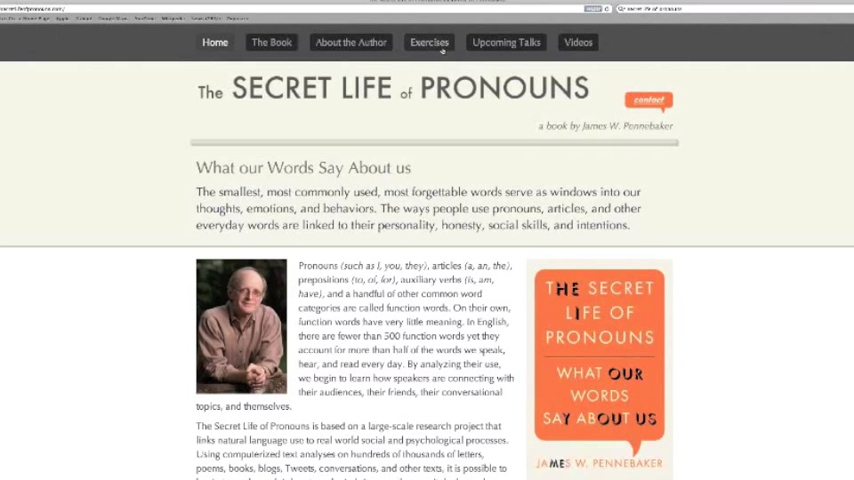 Home The Book About the Author Exercises Upcoming Talks Videos
The SECRET LIFE of PRONOUNS
contact
a book by James W. Pennebaker
What our Words Say About us
The smallest, most commonly used, most forgettable words serve as windows into our
thoughts, emotions, and behaviors. The ways people use pronouns, articles, and other
everyday words are linked to their personality, honesty, social skills, and intentions.
Pronouns (such as I, you, they), articles (a, an, the),
prepositions (to, of, for), auxiliary verbs (is, am,
have), and a handful of other common word
categories are called function words. On their own,
function words have very little meaning. In English,
there are fewer than 500 function words yet they
account for more than half of the words we speak,
hear, and read every day. By analyzing their use,
we begin to learn how speakers are connecting with
their audiences, their friends, their conversational
topics, and themselves.
The Secret Life of Pronouns is based on a large-scale research project that
links natural language use to real world social and psychological processes.
Using computerized text analyses on hundreds of thousands of letters,
poems, books, blogs, Tweets, conversations, and other texts, it is possible to
THE SECRET
LIFE OF
PRONOUNS
WHAT OUR
WORDS
SAY ABOUT US
JAMES W. PENNEBAKER